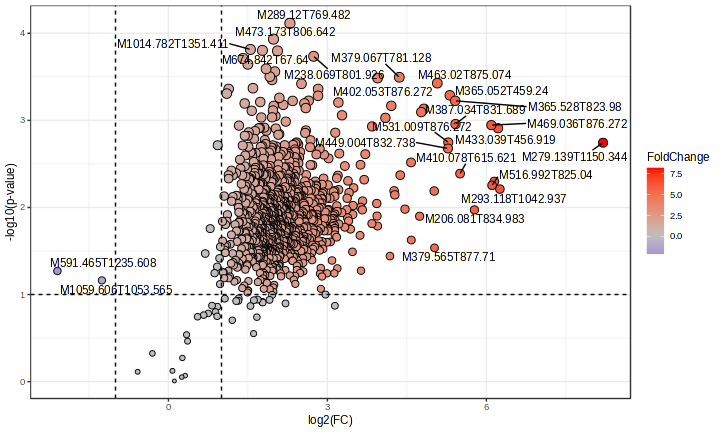 M289.12T769.482
M473.173T806.642
M1014.782T1351.411
M674.842T67.64
M379.067T781.128
M238.069T801.926
M463.02T875.074
M402.053T876.272
M365.052T459.24
M365.528T823.98
M387.034T831.689
M531.009T876.272
M469.036T876.272
M449.004T832.738
M433.039T456.919
M410.078T615.621
M279.139T1150.344
M516.992T825.04
M293.118T1042.937
M206.081T834.983
M379.565T877.71
M591.465T1235.608
M1059.606T1053.565
-log10(p-value)
4
3
2
1
0
0
3
6
log2(FC)
FoldChange
7.5
5.0
2.5
0.0